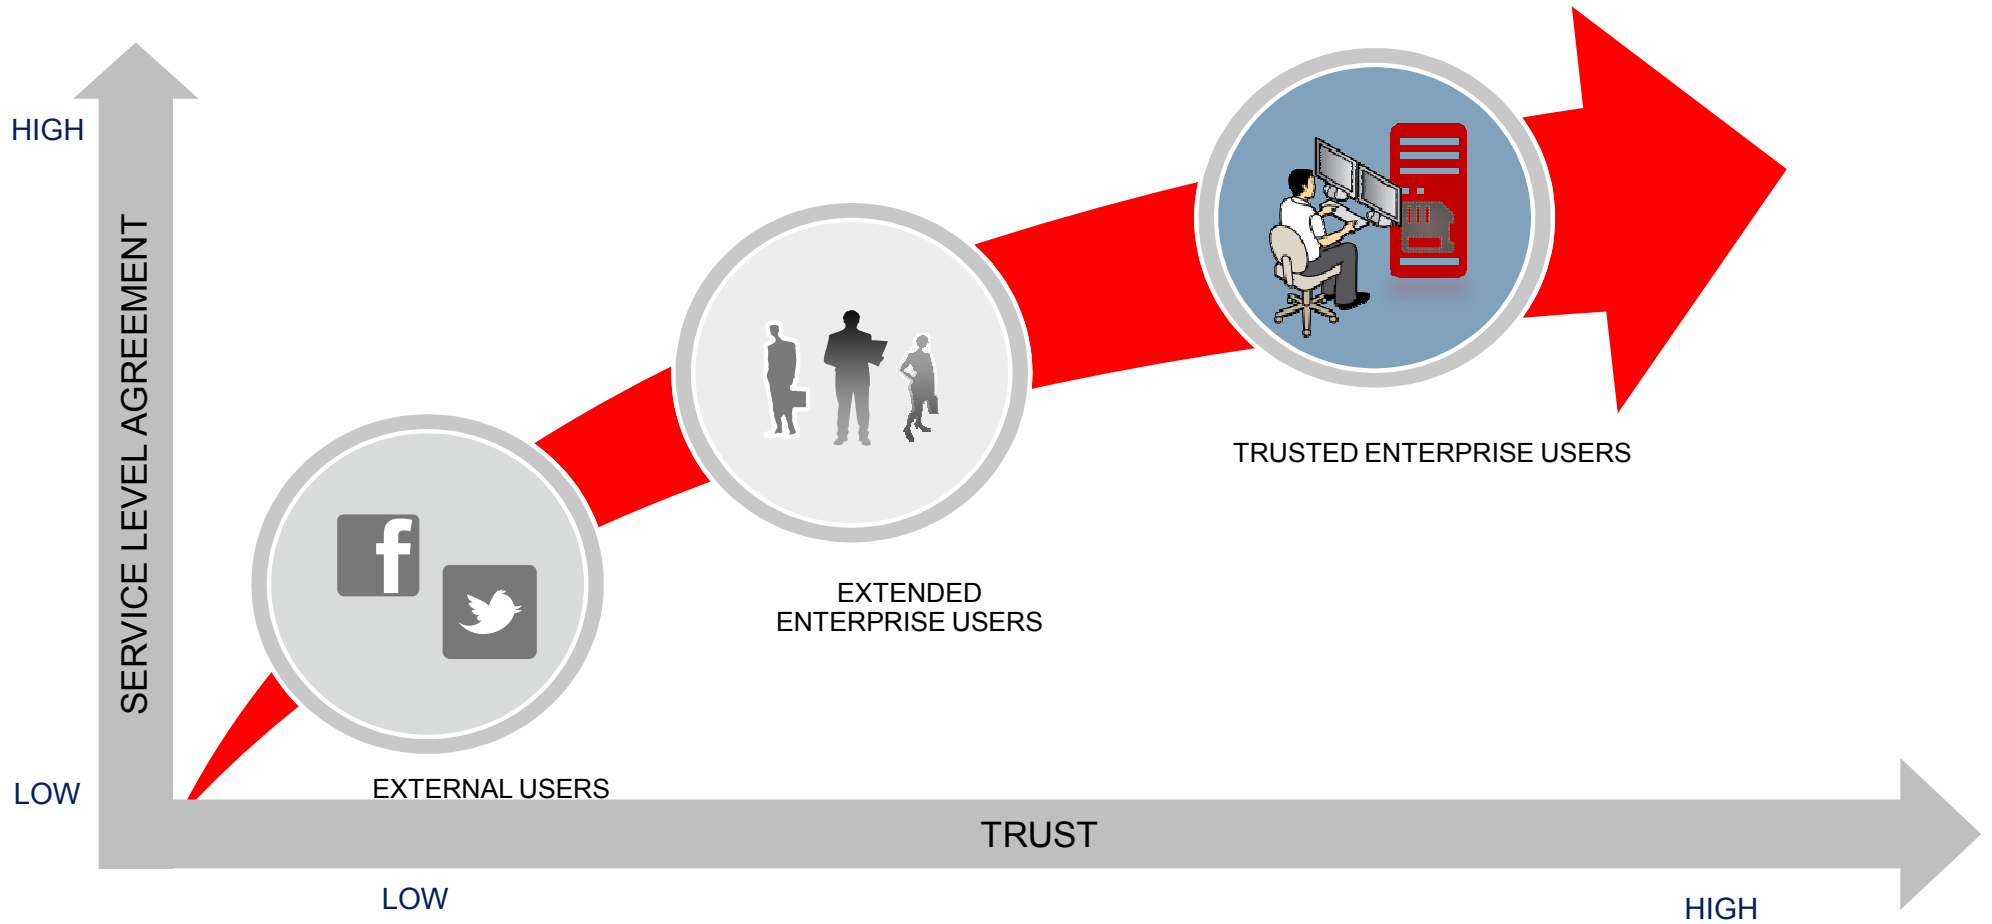 HIGH
SERVICE LEVEL AGREEMENT
TRUSTED ENTERPRISE USERS
EXTENDED
ENTERPRISE USERS
f
EXTERNAL USERS
LOW
TRUST
LOW
HIGH